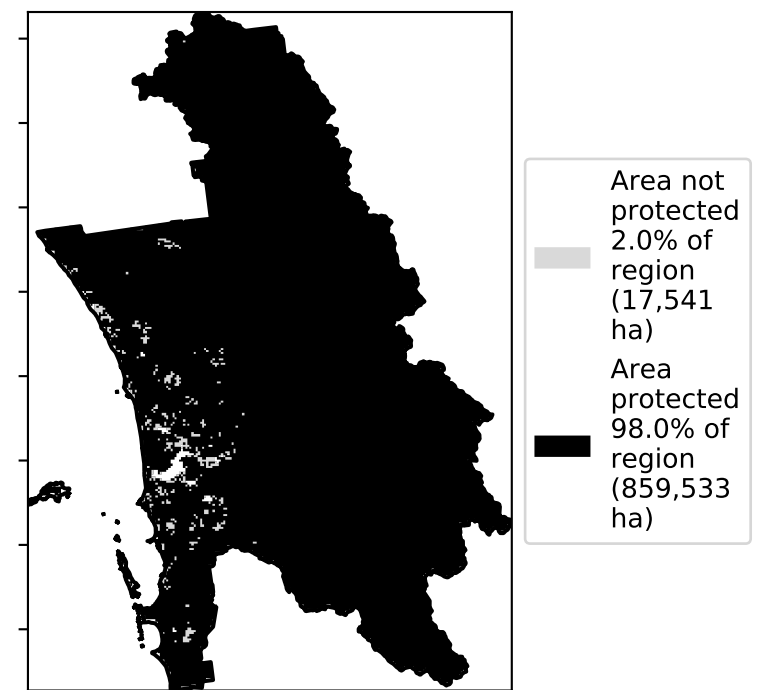 Area not
protected
2.0% of
region
(17,541
ha)
Area
protected
98.0% of
region
(859,533
ha)